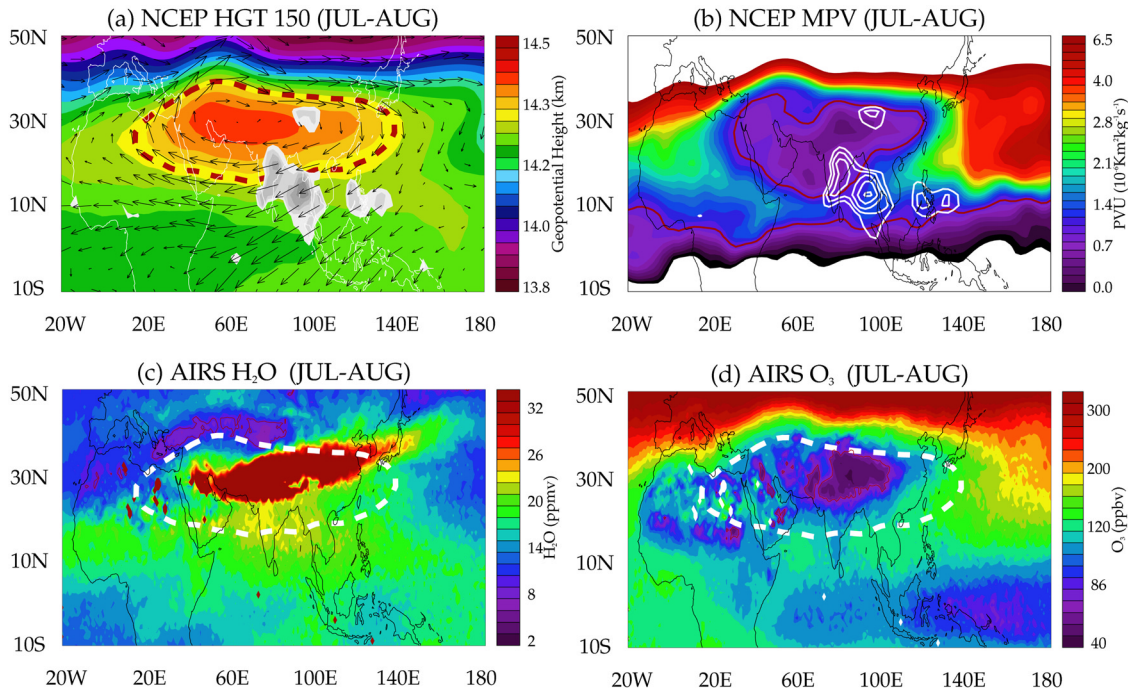 (a) NCEP HGT 150 (JUL-AUG)
50N
30N
10N
10S
20W 20E 60E 100E 140E 180
14.5
14.3
14.2
14.0
13.8
Geopotential Height (km)
(b) NCEP MPV (JUL-AUG)
50N
30N
10N
10S
20W 20E 60E 100E 140E 180
6.5
4.0
2.8
2.1
1.4
0.7
0.0
PVU (10⁻⁶Km²kg⁻¹s⁻¹)
(c) AIRS H₂O (JUL-AUG)
50N
30N
10N
10S
20W 20E 60E 100E 140E 180
32
26
20
14
8
2
H₂O (ppmv)
(d) AIRS O₃ (JUL-AUG)
50N
30N
10N
10S
20W 20E 60E 100E 140E 180
300
200
120
86
64
40
O₃ (ppbv)